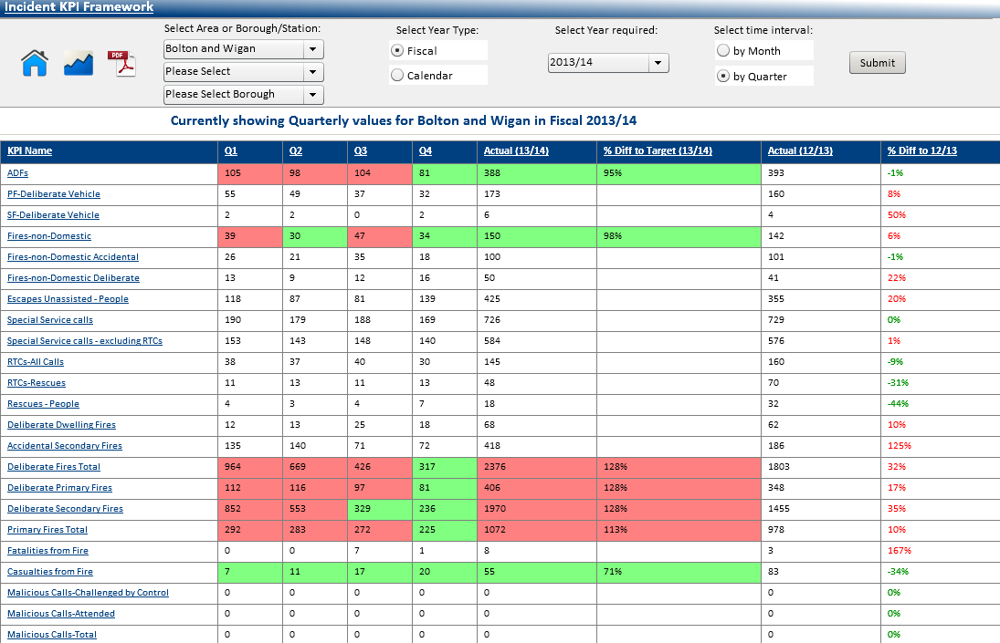 Incident KPI Framework
Select Area or Borough/Station: Select Year Type: Select Year required: Select time interval:
PDF
Bolton and Wigan Fiscal 2013/14 by Month
Please Select Calendar by Quarter Submit
Please Select Borough
Currently showing Quarterly values for Bolton and Wigan in Fiscal 2013/14
KPI Name Q1 Q2 Q3 Q4 Actual (13/14) % Diff to Target (13/14) Actual (12/13) % Diff to 12/13
ADFs 105 98 104 81 388 95% 393 -1%
PF-Deliberate Vehicle 55 49 37 32 173 160 8%
SF-Deliberate Vehicle 2 2 0 2 6 4 50%
Fires-non-Domestic 39 30 47 34 150 98% 142 6%
Fires-non-Domestic Accidental 26 21 35 18 100 101 -1%
Fires-non-Domestic Deliberate 13 9 12 16 50 41 22%
Escapes Unassisted - People 118 87 81 139 425 355 20%
Special Service calls 190 179 188 169 726 729 0%
Special Service calls - excluding RTCs 153 143 148 140 584 576 1%
RTCs-All Calls 38 37 40 30 145 160 -9%
RTCs-Rescues 11 13 11 13 48 70 -31%
Rescues - People 4 3 4 7 18 32 -44%
Deliberate Dwelling Fires 12 13 25 18 68 62 10%
Accidental Secondary Fires 135 140 71 72 418 186 125%
Deliberate Fires Total 964 669 426 317 2376 128% 1803 32%
Deliberate Primary Fires 112 116 97 81 406 128% 348 17%
Deliberate Secondary Fires 852 553 329 236 1970 128% 1455 35%
Primary Fires Total 292 283 272 225 1072 113% 978 10%
Fatalities from Fire 0 0 7 1 8 3 167%
Casualties from Fire 7 11 17 20 55 71% 83 -34%
Malicious Calls-Challenged by Control 0 0 0 0 0 0 0%
Malicious Calls-Attended 0 0 0 0 0 0 0%
Malicious Calls-Total 0 0 0 0 0 0 0%